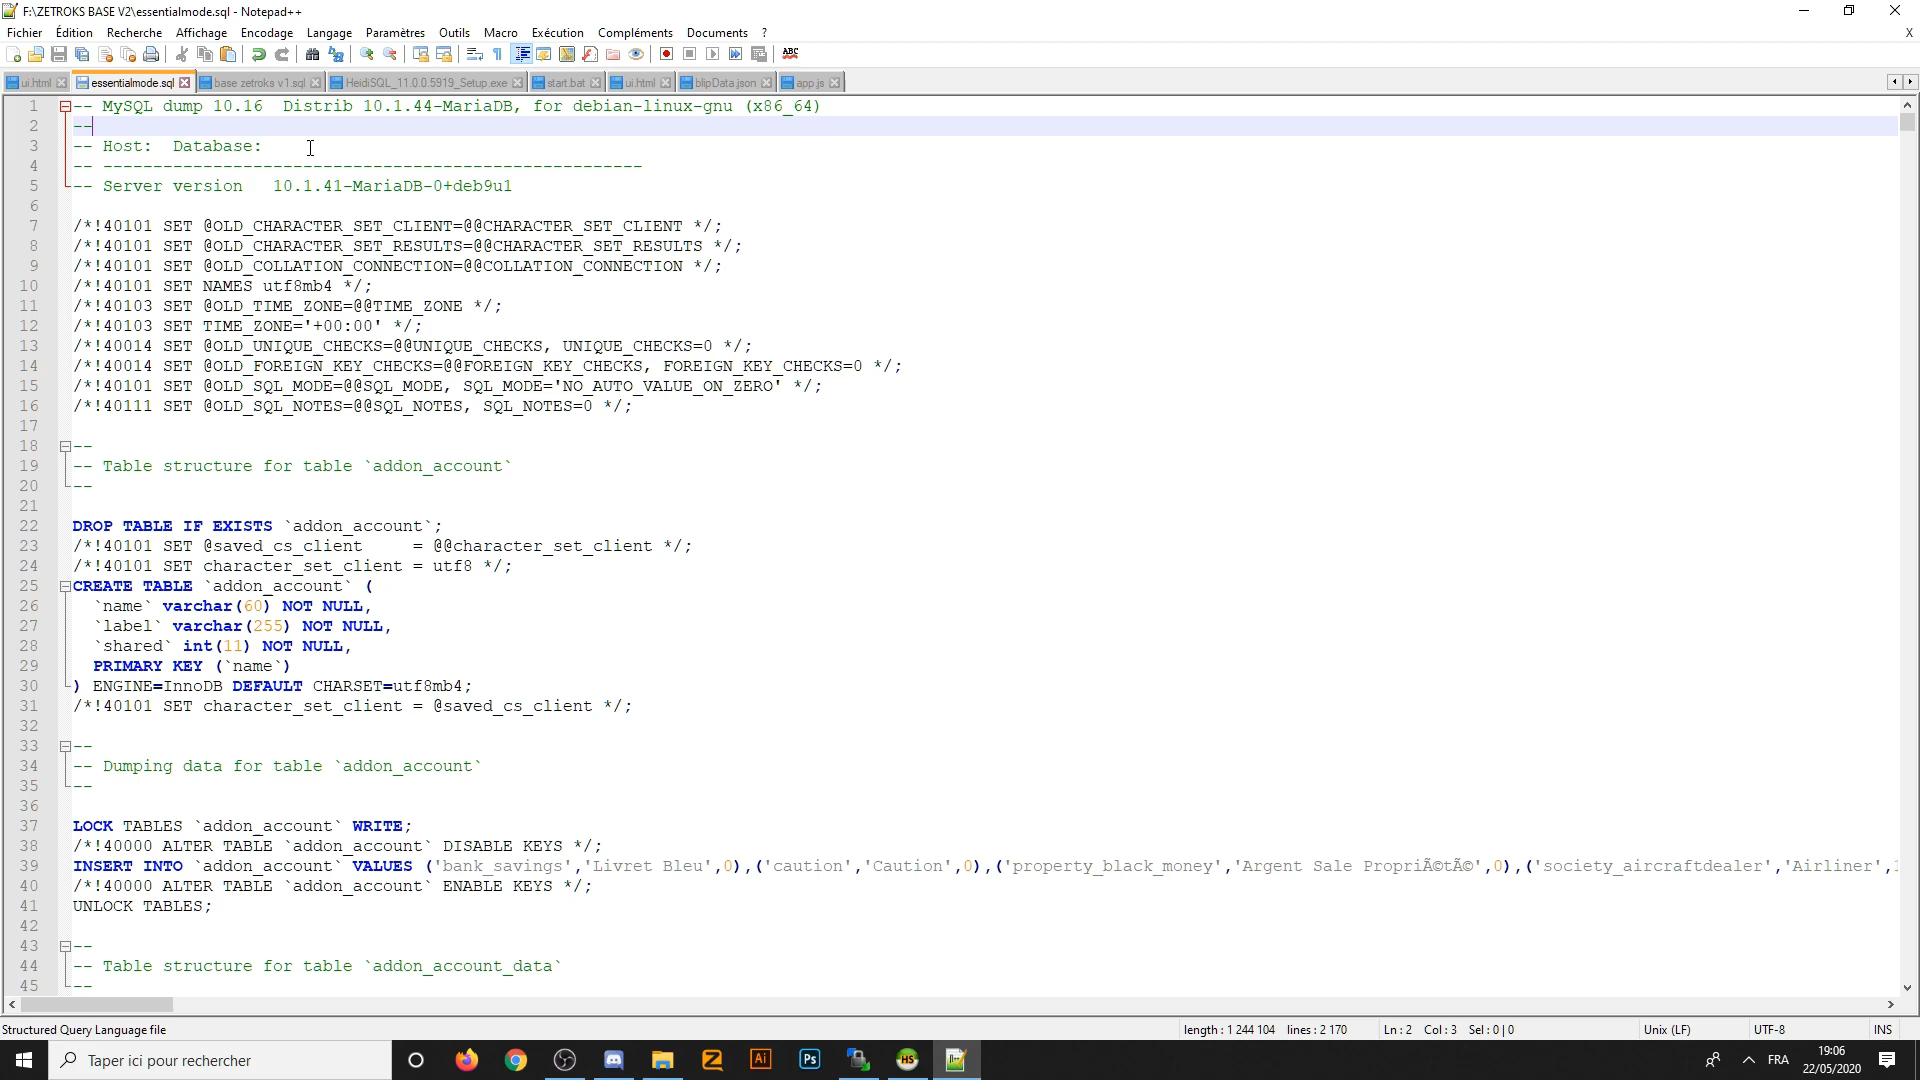 F:\ZETROKS BASE V2\essentialmode.sql - Notepad++
Fichier Édition Recherche Affichage Encodage Langage Paramètres Outils Macro Exécution Compléments Documents ? X
ABC
ui.html essentialmode.sql base zetroks v1.sql HeidiSQL_11.0.0.5919_Setup.exe start.bat ui.html blipData.json app.js
1 -- MySQL dump 10.16  Distrib 10.1.44-MariaDB, for debian-linux-gnu (x86_64)
2 --
3 -- Host:  Database:
4 -- ------------------------------------------------------
5 -- Server version   10.1.41-MariaDB-0+deb9u1
6
7 /*!40101 SET @OLD_CHARACTER_SET_CLIENT=@@CHARACTER_SET_CLIENT */;
8 /*!40101 SET @OLD_CHARACTER_SET_RESULTS=@@CHARACTER_SET_RESULTS */;
9 /*!40101 SET @OLD_COLLATION_CONNECTION=@@COLLATION_CONNECTION */;
10 /*!40101 SET NAMES utf8mb4 */;
11 /*!40103 SET @OLD_TIME_ZONE=@@TIME_ZONE */;
12 /*!40103 SET TIME_ZONE='+00:00' */;
13 /*!40014 SET @OLD_UNIQUE_CHECKS=@@UNIQUE_CHECKS, UNIQUE_CHECKS=0 */;
14 /*!40014 SET @OLD_FOREIGN_KEY_CHECKS=@@FOREIGN_KEY_CHECKS, FOREIGN_KEY_CHECKS=0 */;
15 /*!40101 SET @OLD_SQL_MODE=@@SQL_MODE, SQL_MODE='NO_AUTO_VALUE_ON_ZERO' */;
16 /*!40111 SET @OLD_SQL_NOTES=@@SQL_NOTES, SQL_NOTES=0 */;
17
18 --
19 -- Table structure for table `addon_account`
20 --
21
22 DROP TABLE IF EXISTS `addon_account`;
23 /*!40101 SET @saved_cs_client     = @@character_set_client */;
24 /*!40101 SET character_set_client = utf8 */;
25 CREATE TABLE `addon_account` (
26   `name` varchar(60) NOT NULL,
27   `label` varchar(255) NOT NULL,
28   `shared` int(11) NOT NULL,
29   PRIMARY KEY (`name`)
30 ) ENGINE=InnoDB DEFAULT CHARSET=utf8mb4;
31 /*!40101 SET character_set_client = @saved_cs_client */;
32
33 --
34 -- Dumping data for table `addon_account`
35 --
36
37 LOCK TABLES `addon_account` WRITE;
38 /*!40000 ALTER TABLE `addon_account` DISABLE KEYS */;
39 INSERT INTO `addon_account` VALUES ('bank_savings','Livret Bleu',0),('caution','Caution',0),('property_black_money','Argent Sale PropriÃ©tÃ©',0),('society_aircraftdealer','Airliner',1
40 /*!40000 ALTER TABLE `addon_account` ENABLE KEYS */;
41 UNLOCK TABLES;
42
43 --
44 -- Table structure for table `addon_account_data`
45 --
Structured Query Language file length : 1 244 104 lines : 2 170 Ln : 2 Col : 3 Sel : 0 | 0 Unix (LF) UTF-8 INS
Taper ici pour rechercher Ai Ps HS FRA 19:06
22/05/2020